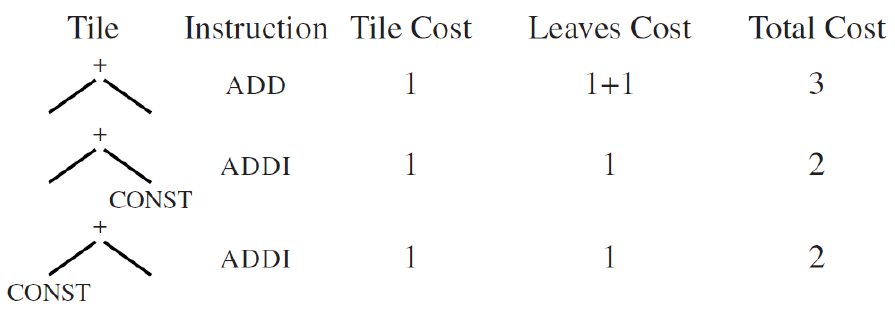 Tile Instruction Tile Cost Leaves Cost Total Cost
+
ADD 1 1+1 3
+
ADDI 1 1 2
CONST
+
ADDI 1 1 2
CONST